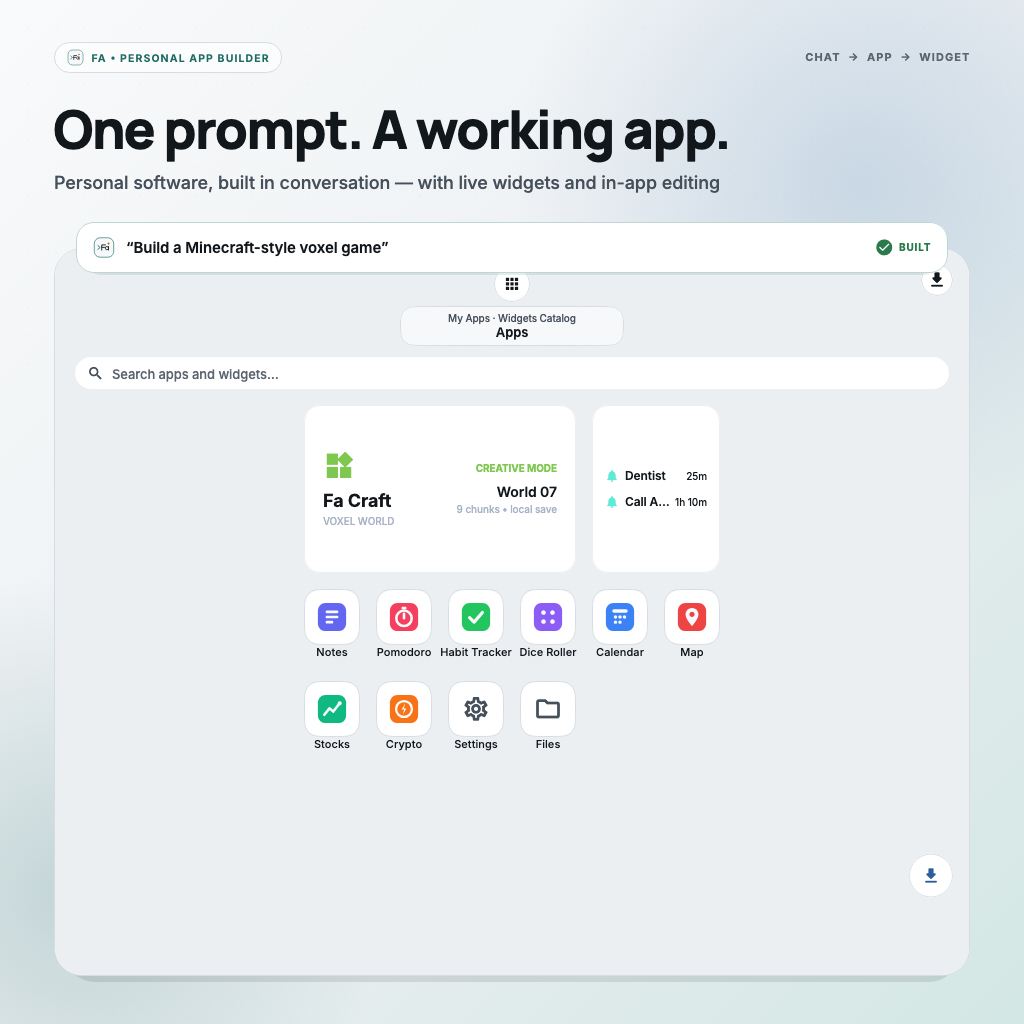 Fa
FA • PERSONAL APP BUILDER
CHAT → APP → WIDGET
One prompt. A working app.
Personal software, built in conversation — with live widgets and in-app editing
Fa
“Build a Minecraft-style voxel game”
BUILT
My Apps · Widgets Catalog
Apps
Search apps and widgets...
Fa Craft
VOXEL WORLD
CREATIVE MODE
World 07
9 chunks • local save
Dentist 25m
Call A... 1h 10m
Notes
Pomodoro
Habit Tracker
Dice Roller
Calendar
Map
Stocks
Crypto
Settings
Files